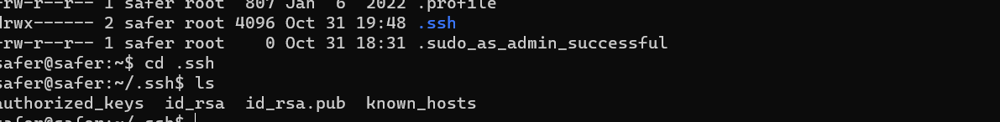 rw-r--r-- 1 safer root  807 Jan  6  2022 .profile
drwx------ 2 safer root 4096 Oct 31 19:48 .ssh
rw-r--r-- 1 safer root    0 Oct 31 18:31 .sudo_as_admin_successful
safer@safer:~$ cd .ssh
safer@safer:~/.ssh$ ls
authorized_keys  id_rsa  id_rsa.pub  known_hosts
safer@safer:~/.ssh$